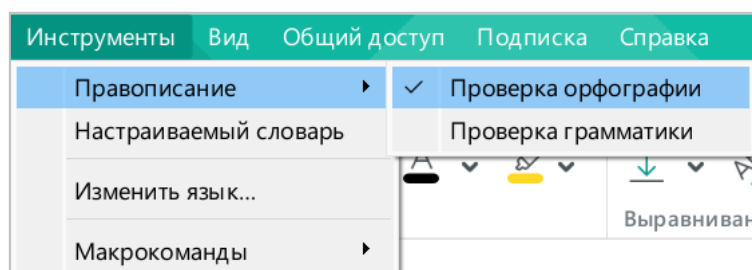 Инструменты Вид Общий доступ Подписка Справка
Правописание Проверка орфографии
Настраиваемый словарь Проверка грамматики
Изменить язык...
Макрокоманды